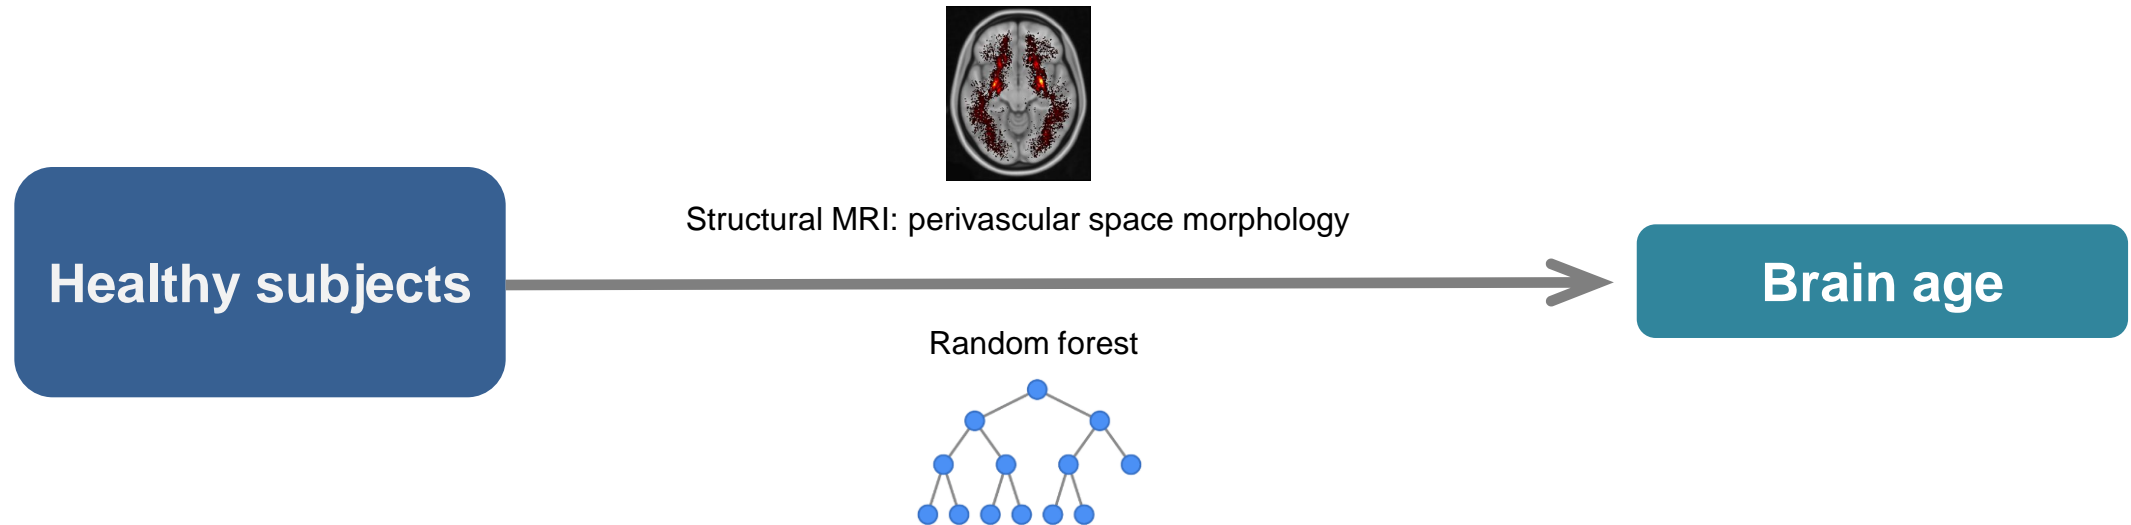 Structural MRI: perivascular space morphology
Healthy subjects
Brain age
Random forest